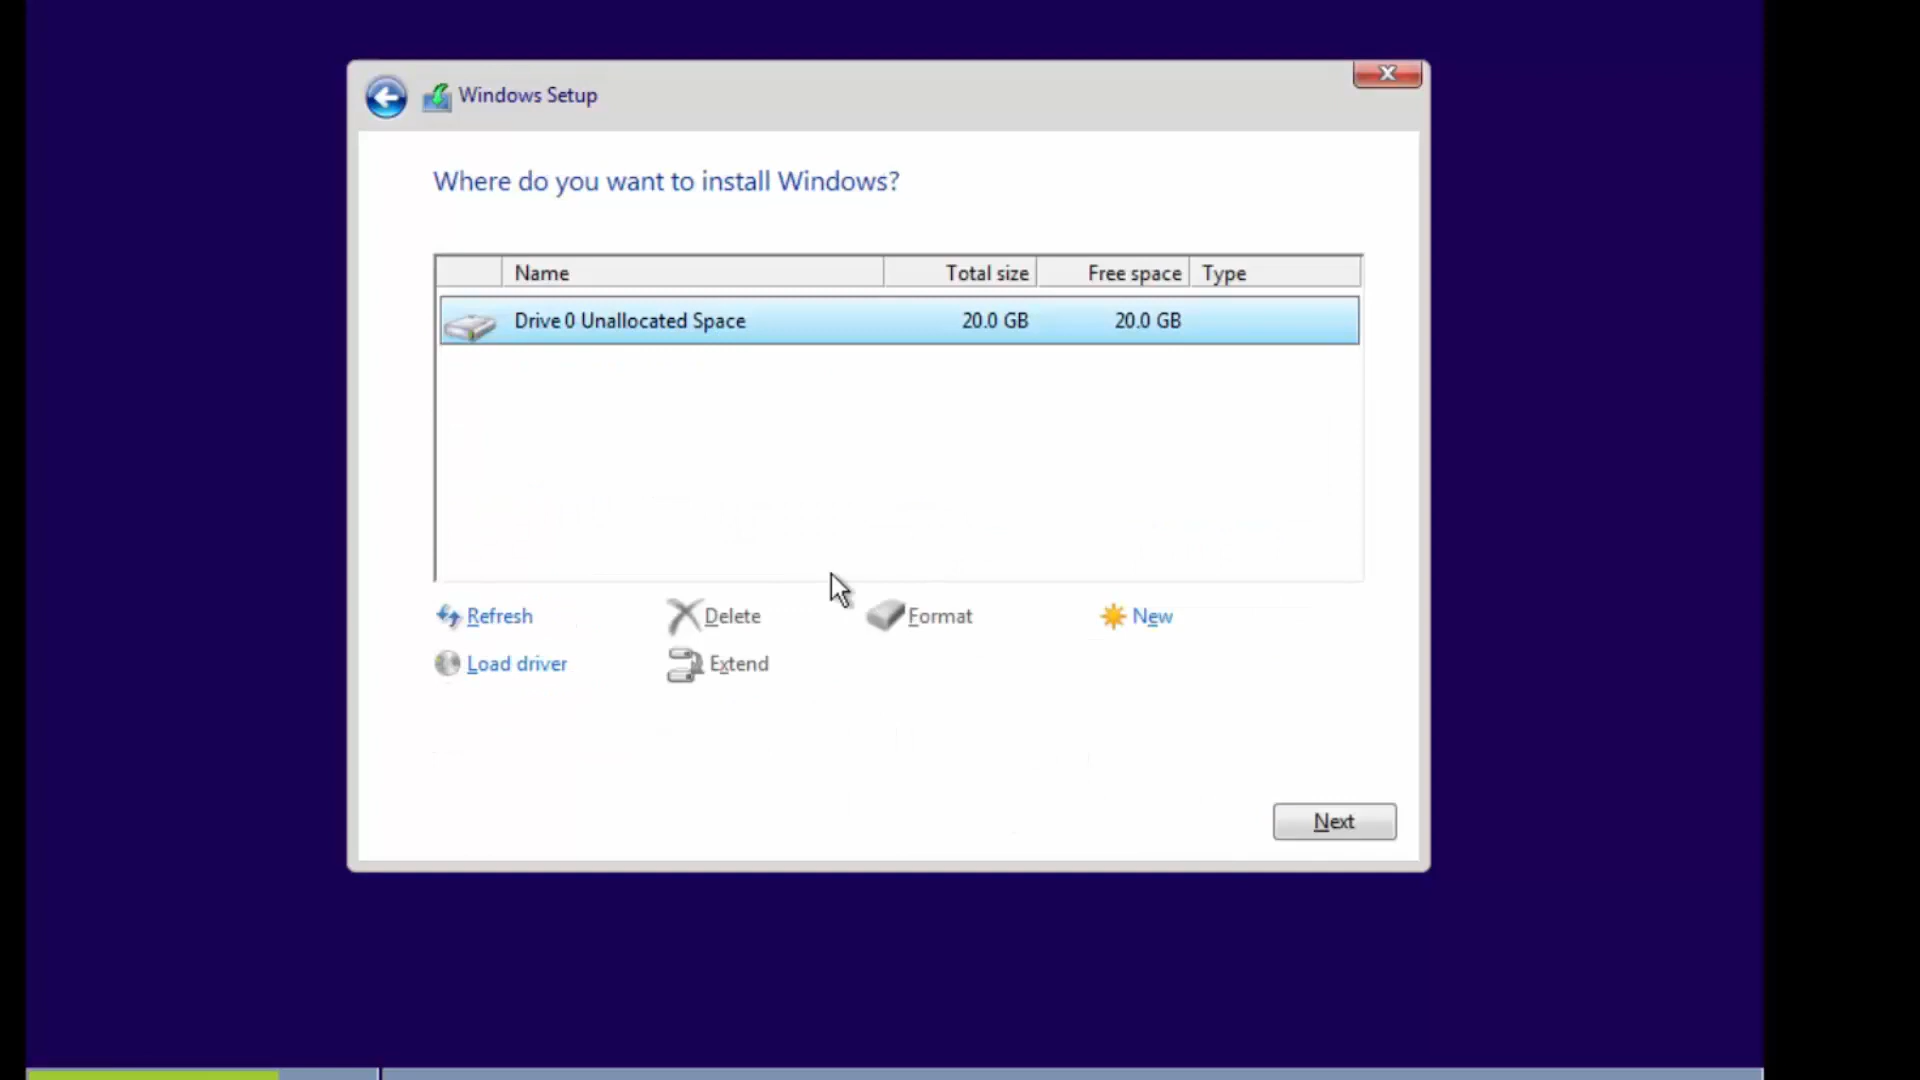 Windows Setup
Where do you want to install Windows?
Name Total size Free space Type
Drive 0 Unallocated Space 20.0 GB 20.0 GB
Refresh Delete Format New
Load driver Extend
Next